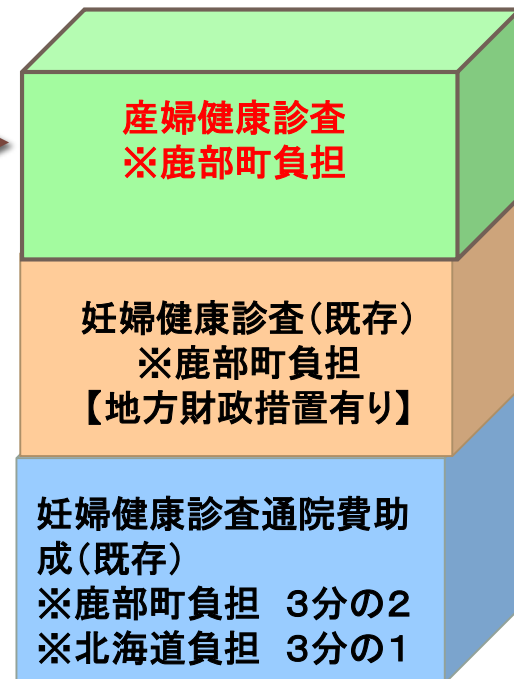 産婦健康診査
※鹿部町負担
妊婦健康診査（既存）
※鹿部町負担
【地方財政措置有り】
妊婦健康診査通院費助
成（既存）
※鹿部町負担　３分の２
※北海道負担　３分の１